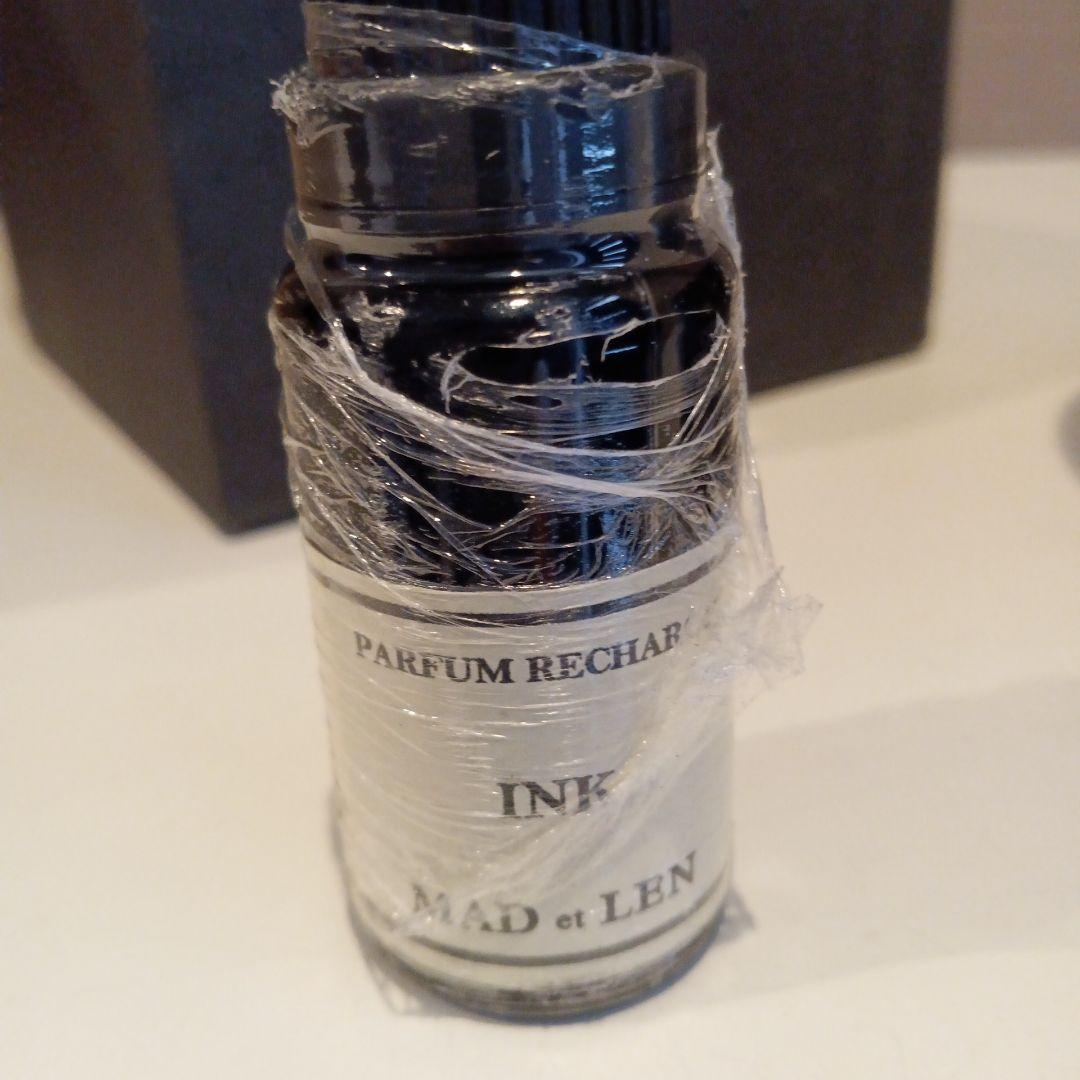 PARFUM RECHAR
INK
MAD et LEN